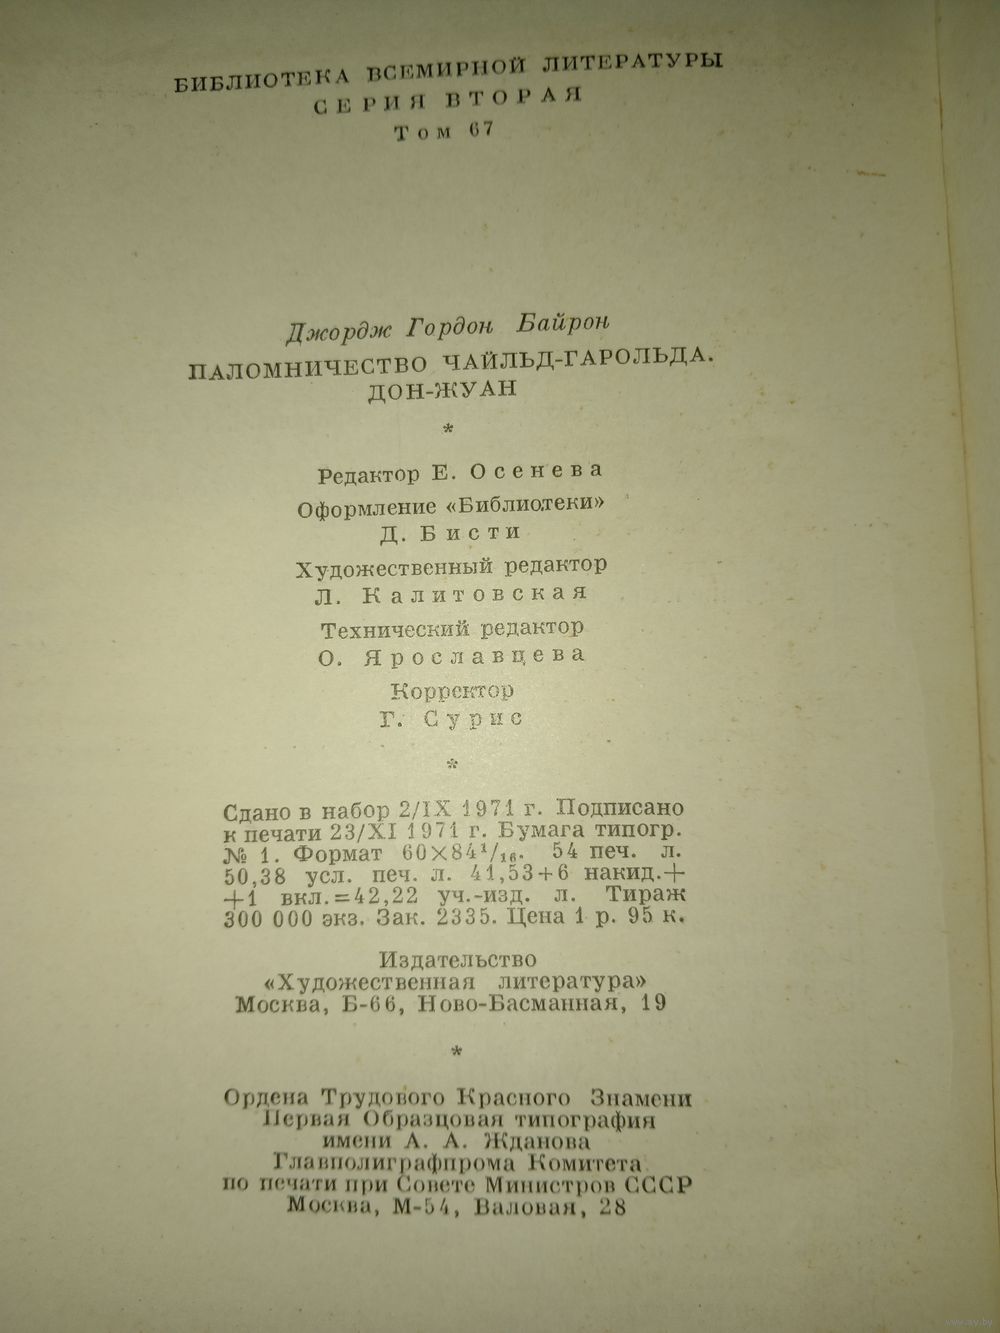 БИБЛИОТЕКА ВСЕМИРНОЙ ЛИТЕРАТУРЫ
СЕРИЯ ВТОРАЯ
Том 67
Джордж Гордон Байрон
ПАЛОМНИЧЕСТВО ЧАЙЛЬД-ГАРОЛЬДА.
ДОН-ЖУАН
*
Редактор Е. Осенева
Оформление «Библиотеки»
Д. Бисти
Художественный редактор
Л. Калитовская
Технический редактор
О. Ярославцева
Корректор
Г. Сурис
*
Сдано в набор 2/IX 1971 г. Подписано
к печати 23/XI 1971 г. Бумага типогр.
№ 1. Формат 60×84¹/₁₆. 54 печ. л.
50,38 усл. печ. л. 41,53+6 накид.+
+1 вкл.=42,22 уч.-изд. л. Тираж
300 000 экз. Зак. 2335. Цена 1 р. 95 к.
Издательство
«Художественная литература»
Москва, Б-66, Ново-Басманная, 19
*
Ордена Трудового Красного Знамени
Первая Образцовая типография
имени А. А. Жданова
Главполиграфпрома Комитета
по печати при Совете Министров СССР
Москва, М-54, Валовая, 28
www.ay.by